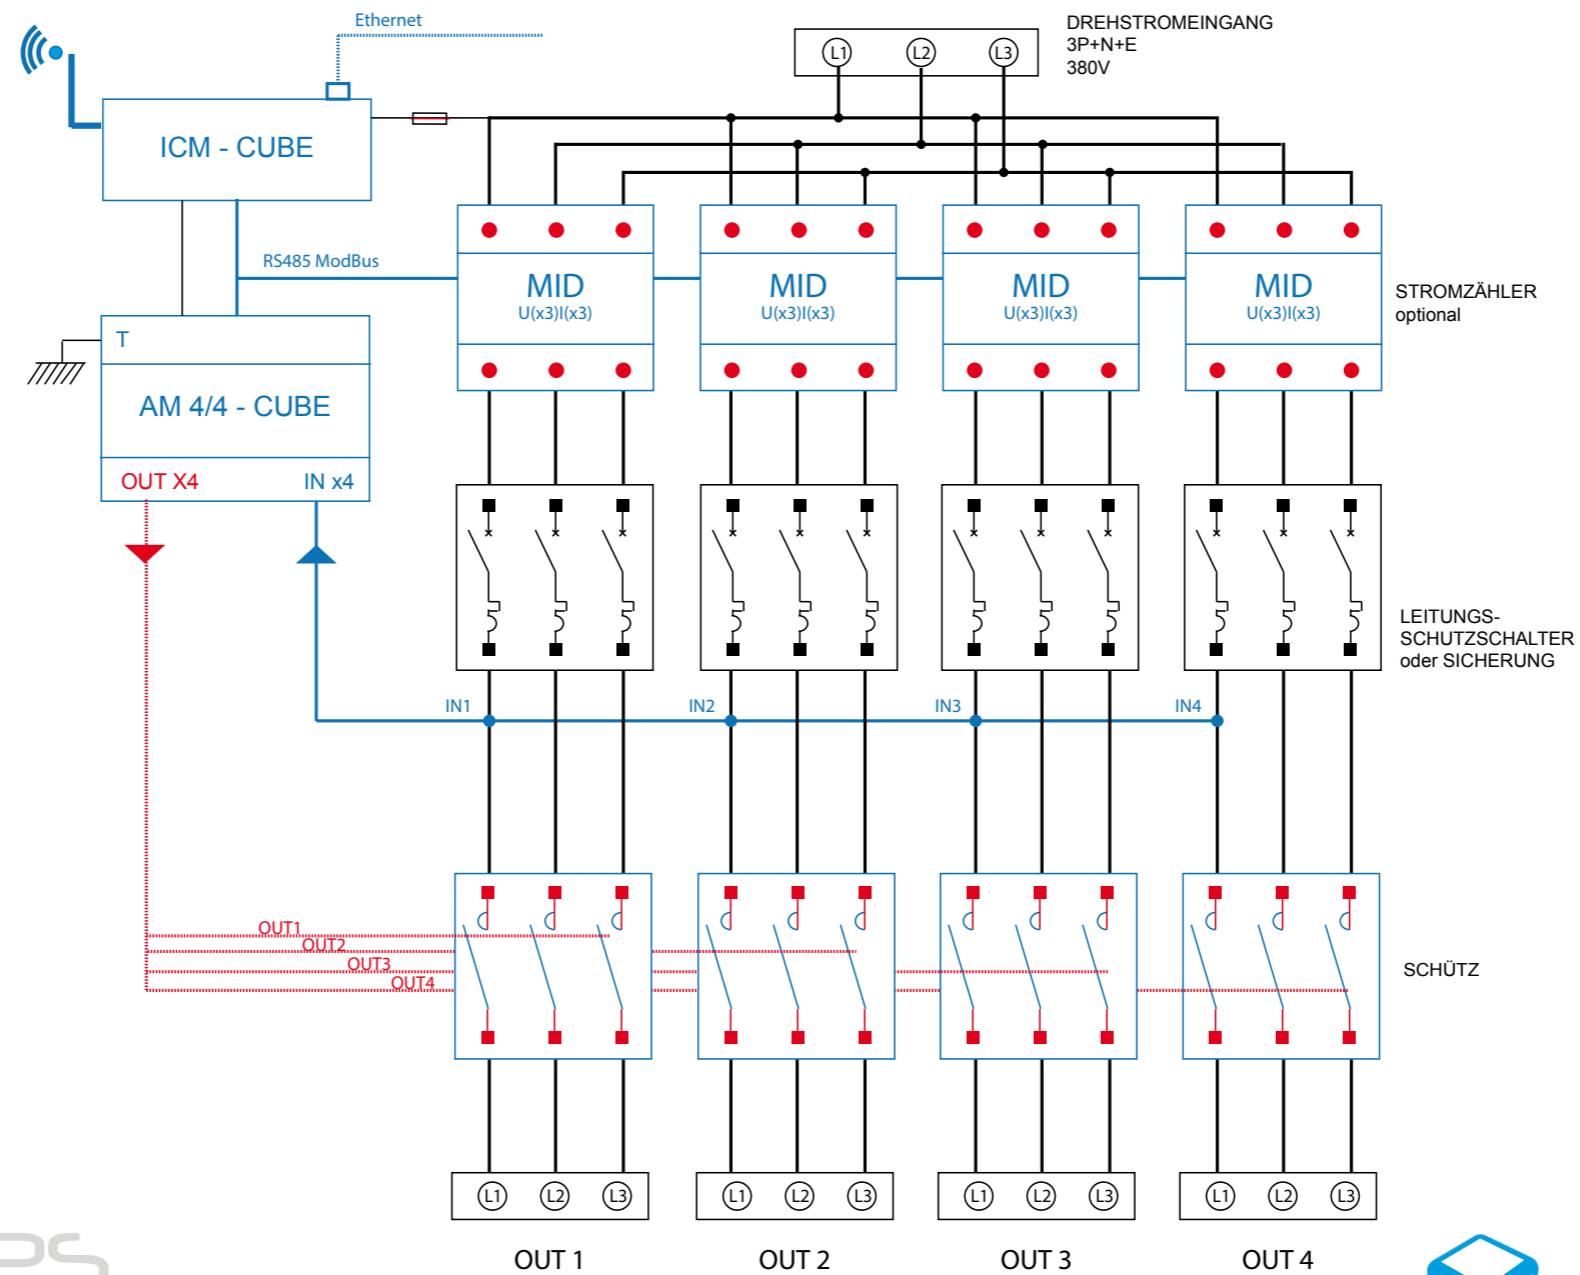 Ethernet
DREHSTROMEINGANG
3P+N+E
380V
L1 L2 L3
ICM - CUBE
RS485 ModBus
MID MID MID MID
U(x3)I(x3) U(x3)I(x3) U(x3)I(x3) U(x3)I(x3)
STROMZÄHLER
optional
T
AM 4/4 - CUBE
OUT X4 IN x4
LEITUNGS-
SCHUTZSCHALTER
oder SICHERUNG
IN1 IN2 IN3 IN4
OUT1
OUT2
OUT3
OUT4
SCHÜTZ
L1 L2 L3 L1 L2 L3 L1 L2 L3 L1 L2 L3
OUT 1 OUT 2 OUT 3 OUT 4